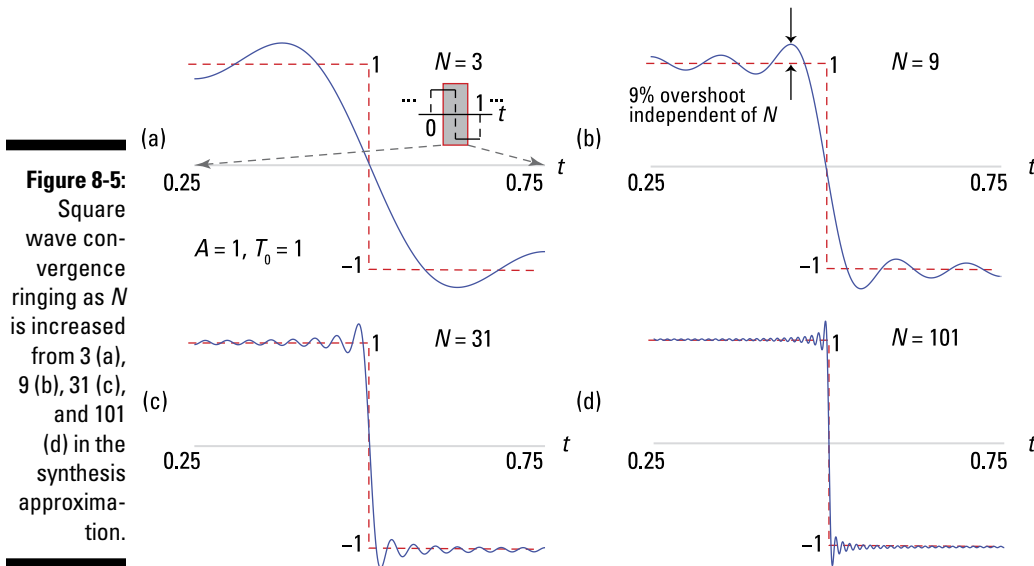 N = 3
1
... 1 ...
t
0
(a)
0.25
0.75
t
A = 1, T₀ = 1
−1
N = 9
1
9% overshoot
independent of N
(b)
0.25
0.75
t
−1
Figure 8-5:
Square
wave con-
vergence
ringing as N
is increased
from 3 (a),
9 (b), 31 (c),
and 101
(d) in the
synthesis
approxima-
tion.
N = 31
1
(c)
0.25
0.75
t
−1
N = 101
1
(d)
0.25
0.75
t
−1